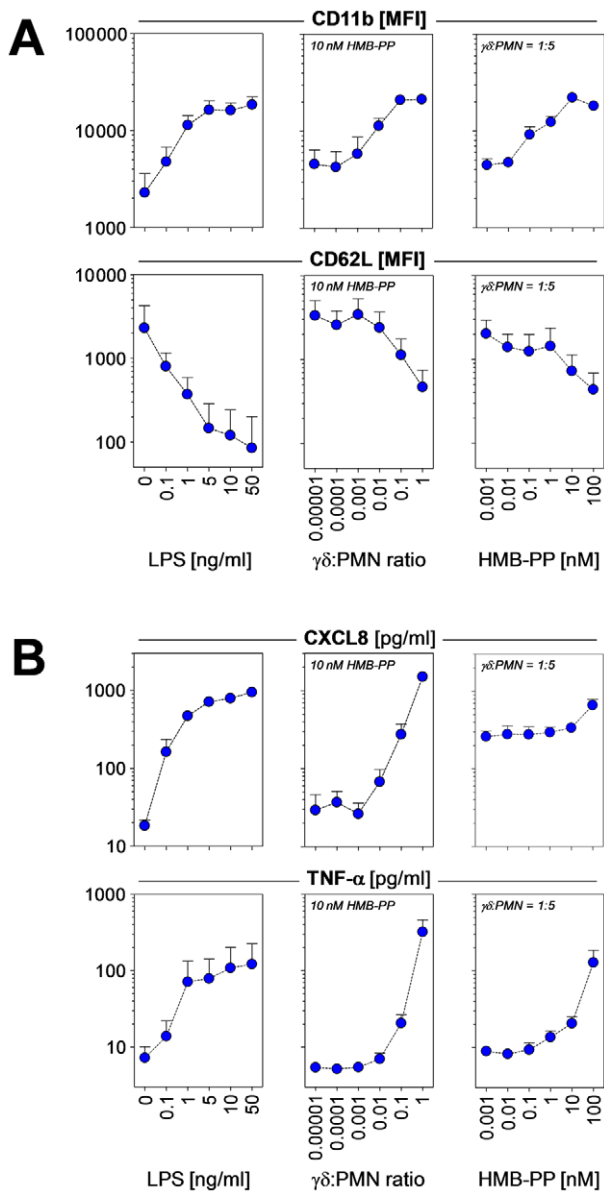 A
CD11b [MFI]
10 nM HMB-PP
γδ:PMN = 1:5
100000
10000
1000
CD62L [MFI]
10 nM HMB-PP
γδ:PMN = 1:5
10000
1000
100
0 0.1 1 5 10 50
0.00001 0.0001 0.001 0.01 0.1 1
0.001 0.01 0.1 1 10 100
LPS [ng/ml] γδ:PMN ratio HMB-PP [nM]
B
CXCL8 [pg/ml]
10 nM HMB-PP
γδ:PMN = 1:5
1000
100
10
TNF-α [pg/ml]
10 nM HMB-PP
γδ:PMN = 1:5
1000
100
10
0 0.1 1 5 10 50
0.00001 0.0001 0.001 0.01 0.1 1
0.001 0.01 0.1 1 10 100
LPS [ng/ml] γδ:PMN ratio HMB-PP [nM]